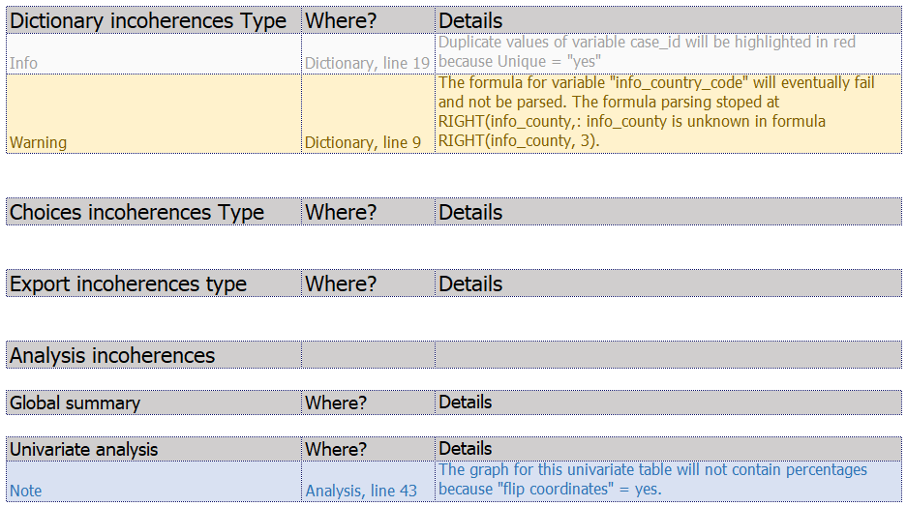 Dictionary incoherences Type Where? Details
Info Dictionary, line 19 Duplicate values of variable case_id will be highlighted in red
because Unique = "yes"
Warning Dictionary, line 9 The formula for variable "info_country_code" will eventually fail
and not be parsed. The formula parsing stoped at
RIGHT(info_county,: info_county is unknown in formula
RIGHT(info_county, 3).
Choices incoherences Type Where? Details
Export incoherences type Where? Details
Analysis incoherences
Global summary Where? Details
Univariate analysis Where? Details
Note Analysis, line 43 The graph for this univariate table will not contain percentages
because "flip coordinates" = yes.